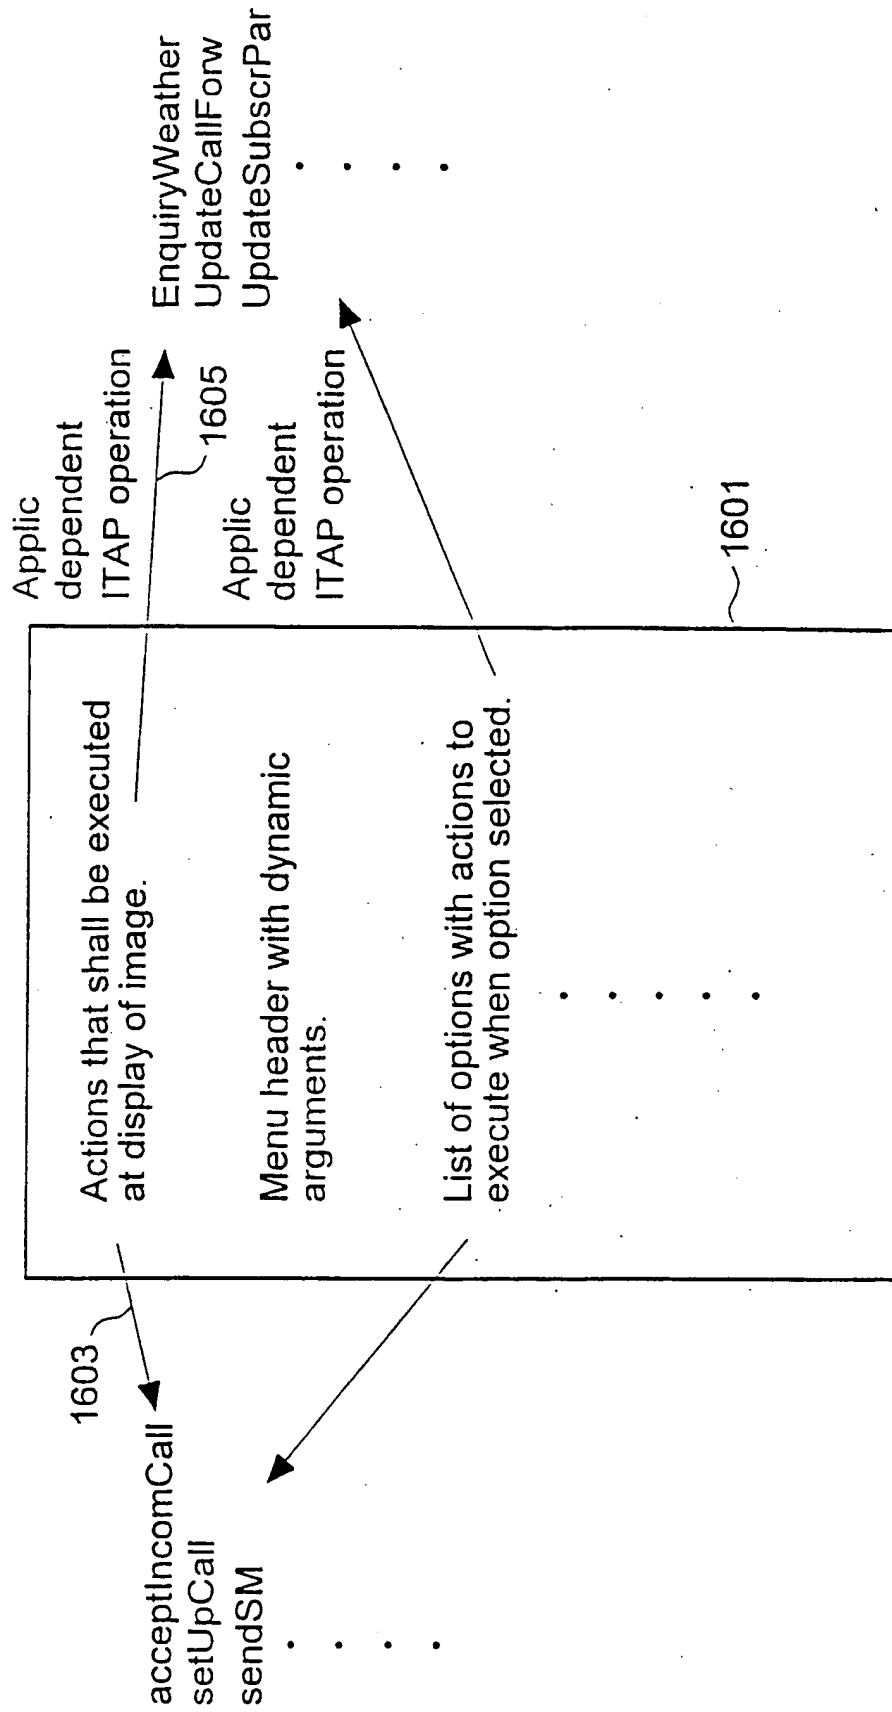 acceptIncomCall
setUpCall
sendSM
1603
Actions that shall be executed
at display of image.
Menu header with dynamic
arguments.
List of options with actions to
execute when option selected.
1601
Applic
dependent
ITAP operation
1605
Applic
dependent
ITAP operation
EnquiryWeather
UpdateCallForw
UpdateSubscrPar